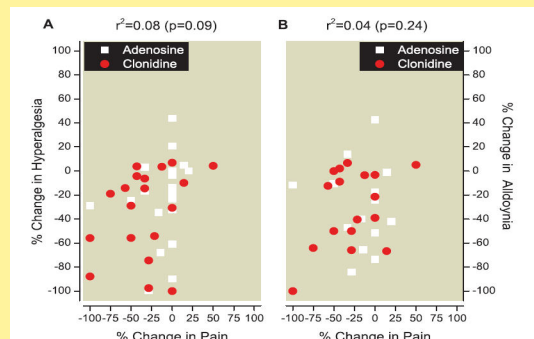 A r²=0.08 (p=0.09)
Adenosine
Clonidine
% Change in Hyperalgesia
100
80
60
40
20
0
-20
-40
-60
-80
-100
-100 -75 -50 -25 0 25 50 75 100
% Change in Pain
B r²=0.04 (p=0.24)
Adenosine
Clonidine
100
80
60
40
20
0
-20
-40
-60
-80
-100
% Change in Alldoynia
-100 -75 -50 -25 0 25 50 75 100
% Change in Pain